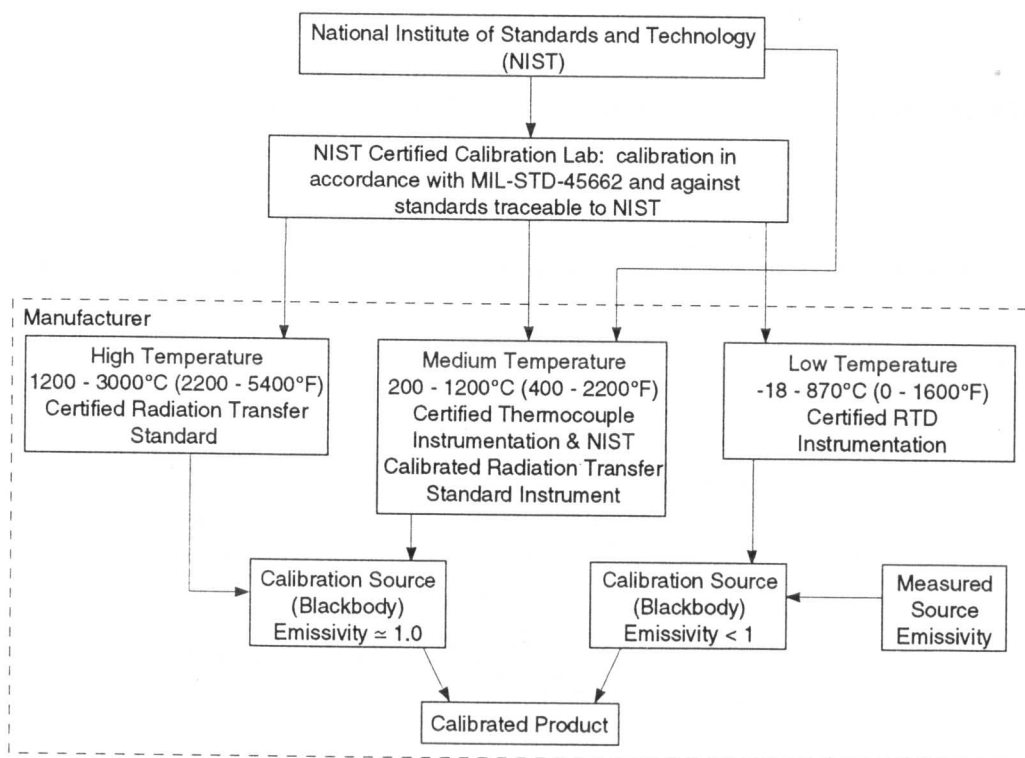 National Institute of Standards and Technology
(NIST)
NIST Certified Calibration Lab: calibration in
accordance with MIL-STD-45662 and against
standards traceable to NIST
Manufacturer
High Temperature
1200 - 3000°C (2200 - 5400°F)
Certified Radiation Transfer
Standard
Medium Temperature
200 - 1200°C (400 - 2200°F)
Certified Thermocouple
Instrumentation & NIST
Calibrated Radiation Transfer
Standard Instrument
Low Temperature
-18 - 870°C (0 - 1600°F)
Certified RTD
Instrumentation
Calibration Source
(Blackbody)
Emissivity ≃ 1.0
Calibration Source
(Blackbody)
Emissivity < 1
Measured
Source
Emissivity
Calibrated Product